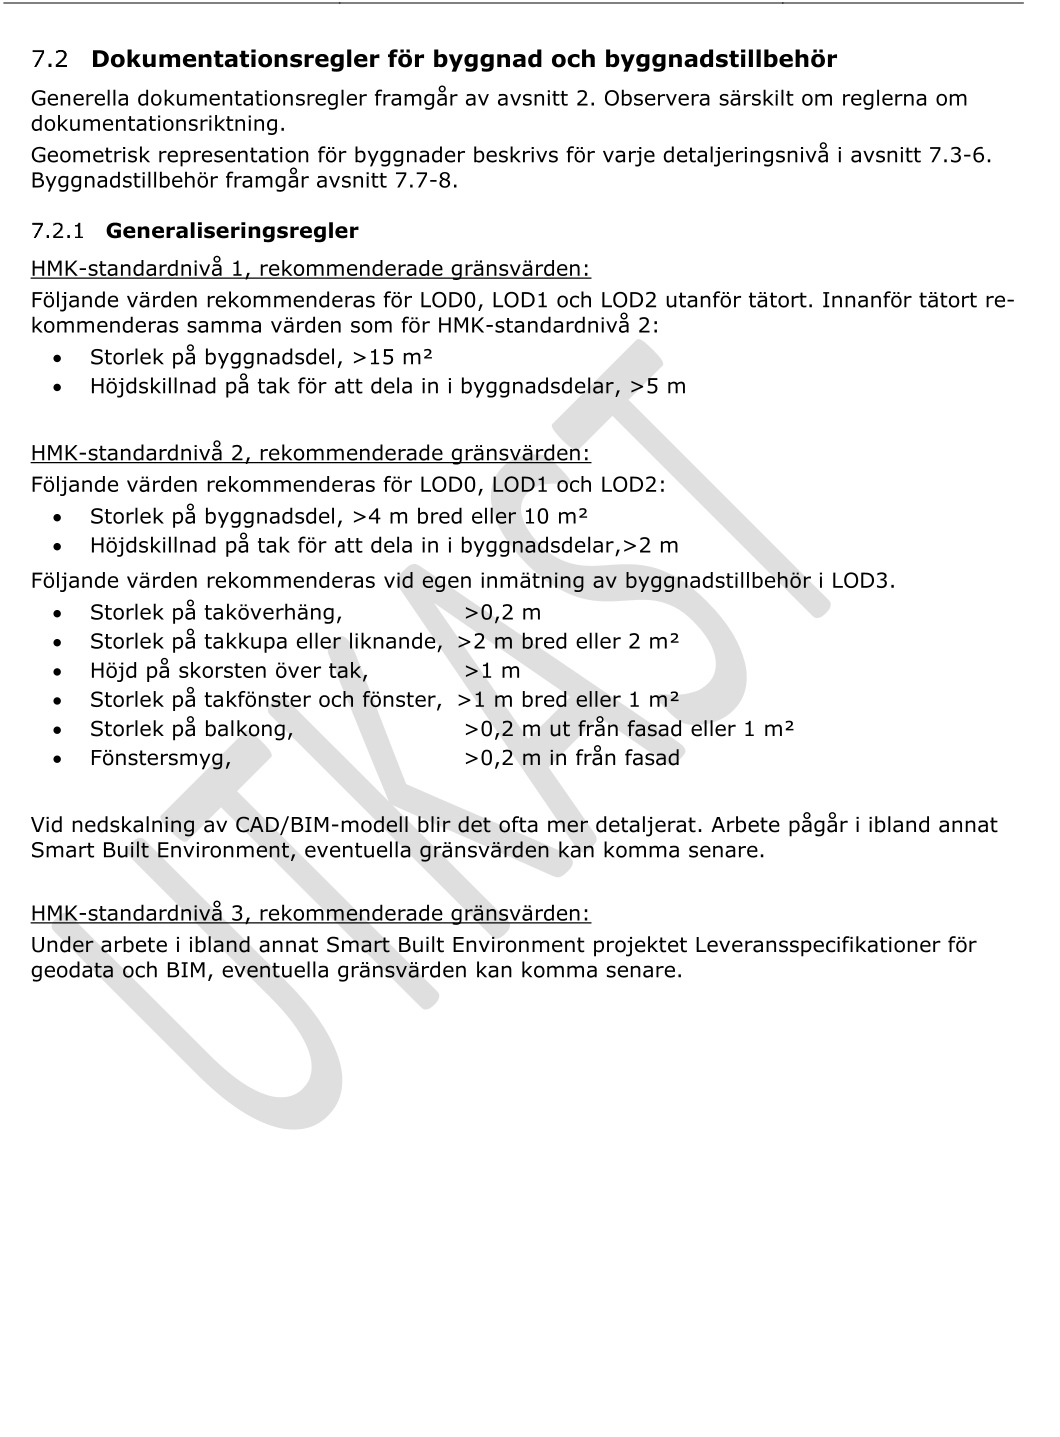 7.2 Dokumentationsregler för byggnad och byggnadstillbehör
Generella dokumentationsregler framgår av avsnitt 2. Observera särskilt om reglerna om
dokumentationsriktning.
Geometrisk representation för byggnader beskrivs för varje detaljeringsnivå i avsnitt 7.3-6.
Byggnadstillbehör framgår avsnitt 7.7-8.
7.2.1 Generaliseringsregler
HMK-standardnivå 1, rekommenderade gränsvärden:
Följande värden rekommenderas för LOD0, LOD1 och LOD2 utanför tätort. Innanför tätort re-
kommenderas samma värden som för HMK-standardnivå 2:
• Storlek på byggnadsdel, >15 m²
• Höjdskillnad på tak för att dela in i byggnadsdelar, >5 m
HMK-standardnivå 2, rekommenderade gränsvärden:
Följande värden rekommenderas för LOD0, LOD1 och LOD2:
• Storlek på byggnadsdel, >4 m bred eller 10 m²
• Höjdskillnad på tak för att dela in i byggnadsdelar,>2 m
Följande värden rekommenderas vid egen inmätning av byggnadstillbehör i LOD3.
• Storlek på taköverhäng, >0,2 m
• Storlek på takkupa eller liknande, >2 m bred eller 2 m²
• Höjd på skorsten över tak, >1 m
• Storlek på takfönster och fönster, >1 m bred eller 1 m²
• Storlek på balkong, >0,2 m ut från fasad eller 1 m²
• Fönstersmyg, >0,2 m in från fasad
Vid nedskalning av CAD/BIM-modell blir det ofta mer detaljerat. Arbete pågår i ibland annat
Smart Built Environment, eventuella gränsvärden kan komma senare.
HMK-standardnivå 3, rekommenderade gränsvärden:
Under arbete i ibland annat Smart Built Environment projektet Leveransspecifikationer för
geodata och BIM, eventuella gränsvärden kan komma senare.
UTKAST